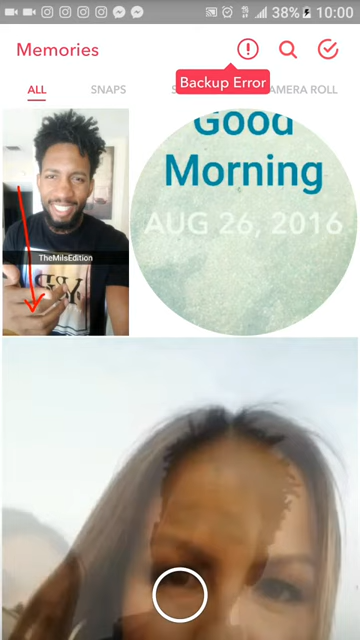 38% 10:00
Memories
Backup Error
ALL SNAPS S AMERA ROLL
Good
Morning
AUG 26, 2016
TheMilsEdition